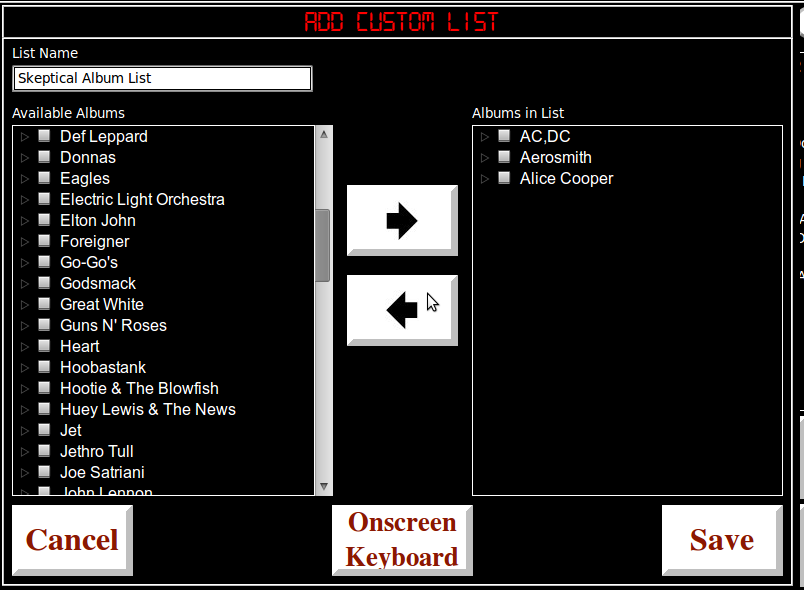 ADD CUSTOM LIST
List Name
Skeptical Album List
Available Albums
Def Leppard
Donnas
Eagles
Electric Light Orchestra
Elton John
Foreigner
Go-Go's
Godsmack
Great White
Guns N' Roses
Heart
Hoobastank
Hootie & The Blowfish
Huey Lewis & The News
Jet
Jethro Tull
Joe Satriani
John Lennon
Albums in List
AC,DC
Aerosmith
Alice Cooper
Cancel
Onscreen
Keyboard
Save